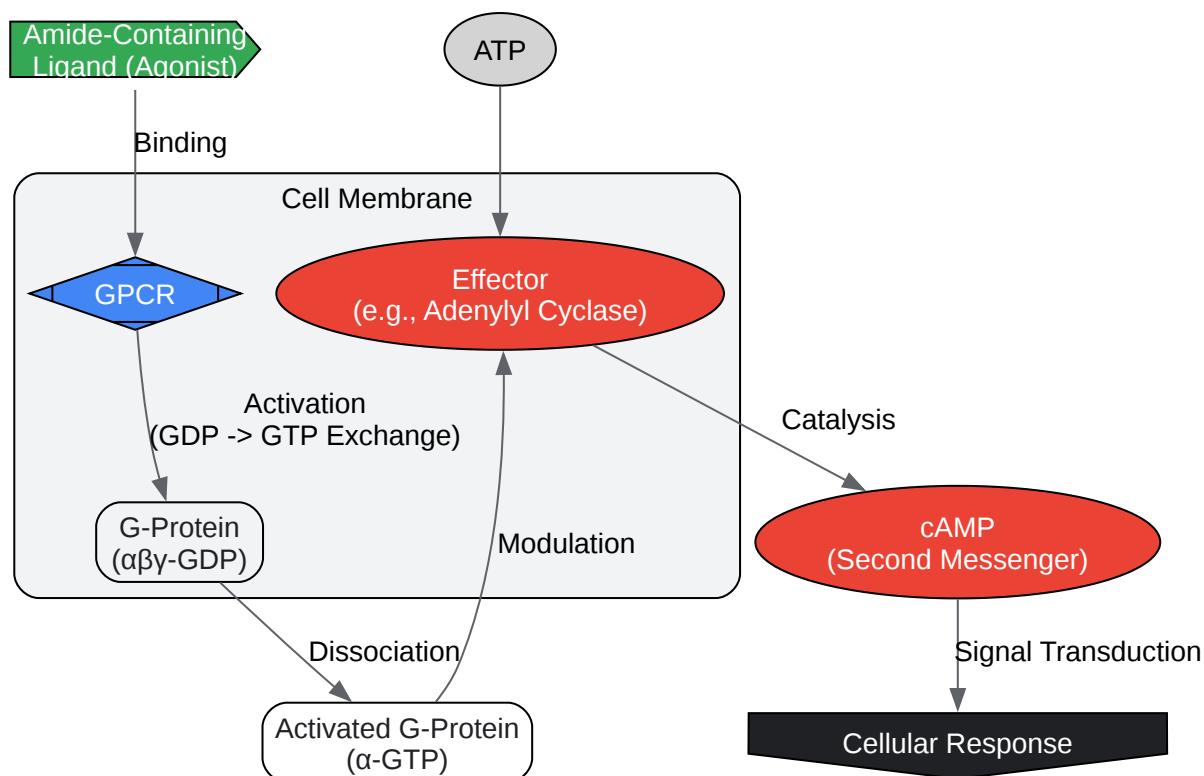 Amide-Containing
Ligand (Agonist)
ATP
Binding
Cell Membrane
GPCR
Effector
(e.g., Adenylyl Cyclase)
Activation
(GDP -> GTP Exchange)
Catalysis
G-Protein
(αβγ-GDP)
Modulation
cAMP
(Second Messenger)
Dissociation
Signal Transduction
Activated G-Protein
(α-GTP)
Cellular Response